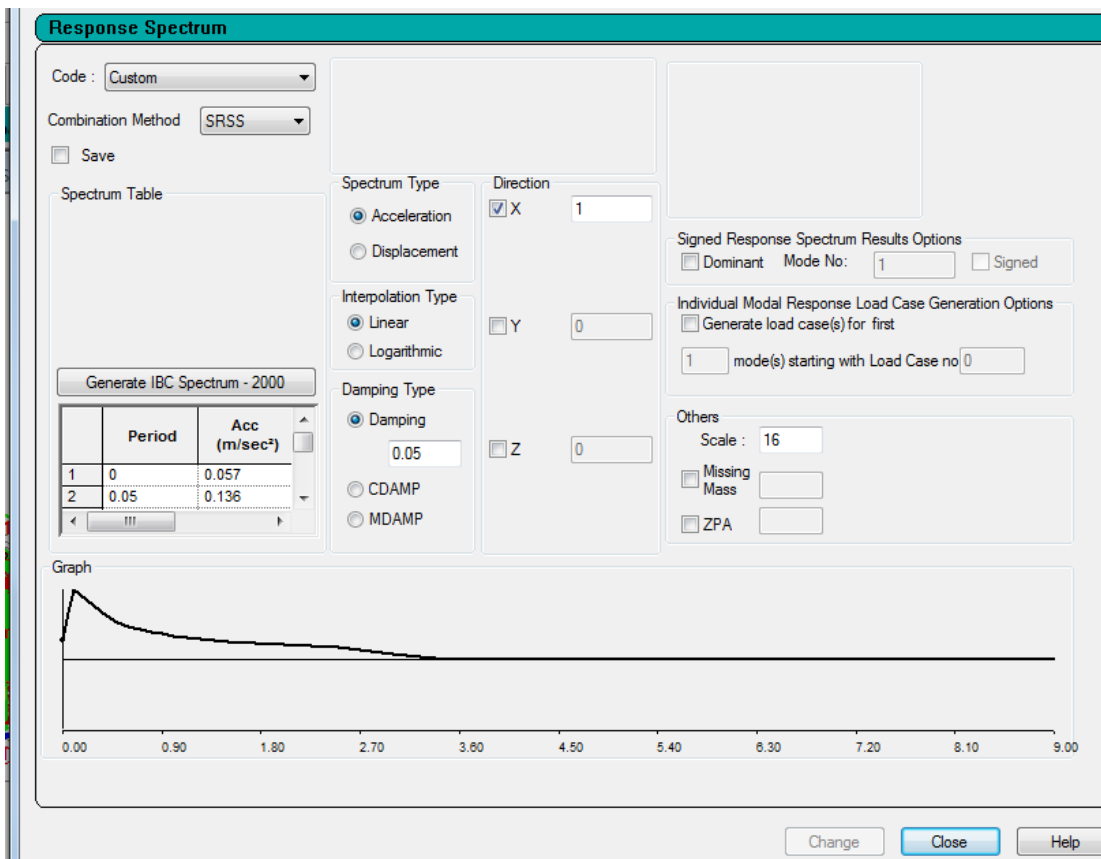 Response Spectrum
Code : Custom
Combination Method SRSS
Save
Spectrum Table
Generate IBC Spectrum - 2000
Period Acc (m/sec²)
1 0 0.057
2 0.05 0.136
Spectrum Type
Acceleration
Displacement
Interpolation Type
Linear
Logarithmic
Damping Type
Damping
0.05
CDAMP
MDAMP
Direction
X 1
Y 0
Z 0
Signed Response Spectrum Results Options
Dominant Mode No: 1 Signed
Individual Modal Response Load Case Generation Options
Generate load case(s) for first
1 mode(s) starting with Load Case no 0
Others
Scale : 16
Missing
Mass
ZPA
Graph
0.00 0.90 1.80 2.70 3.60 4.50 5.40 6.30 7.20 8.10 9.00
Change Close Help